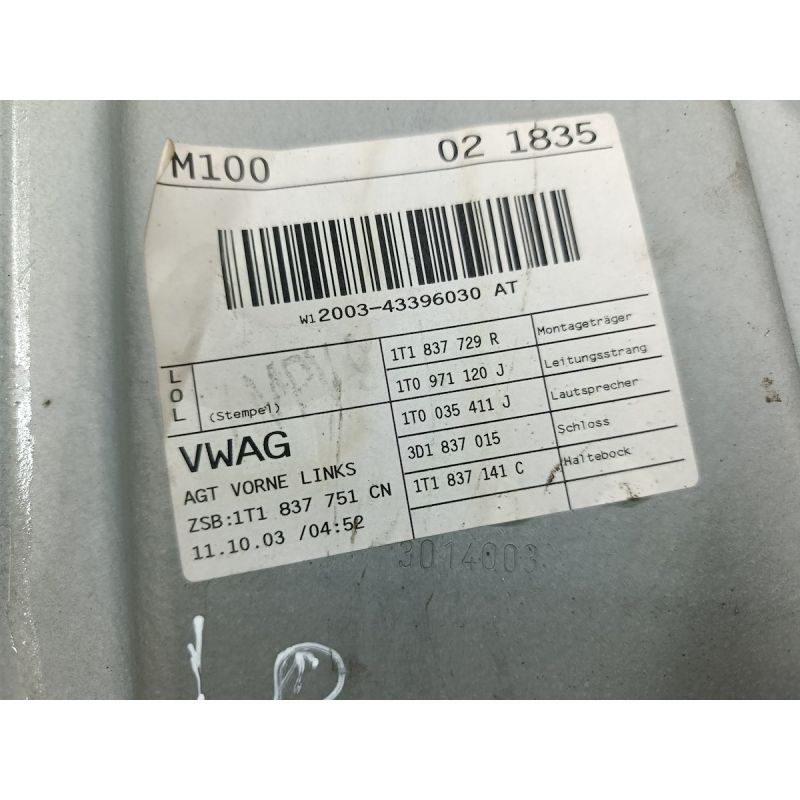 M100 02 1835
W12003-43396030 AT
LOL
(Stempel)
1T1 837 729 R Montageträger
1T0 971 120 J Leitungsstrang
1T0 035 411 J Lautsprecher
3D1 837 015 Schloss
1T1 837 141 C Haltebock
VWAG
AGT VORNE LINKS
ZSB:1T1 837 751 CN
11.10.03 /04:52
3014003